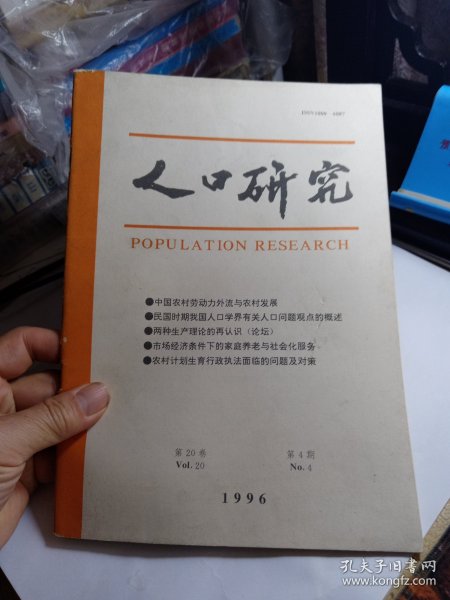 人口研究
POPULATION RESEARCH
●中国农村劳动力外流与农村发展
●民国时期我国人口学界有关人口问题观点的概述
●两种生产理论的再认识（论坛）
●市场经济条件下的家庭养老与社会化服务
●农村计划生育行政执法面临的问题及对策
第20卷 第4期
Vol. 20 No. 4
1996
孔夫子旧书网
www.kongfz.com